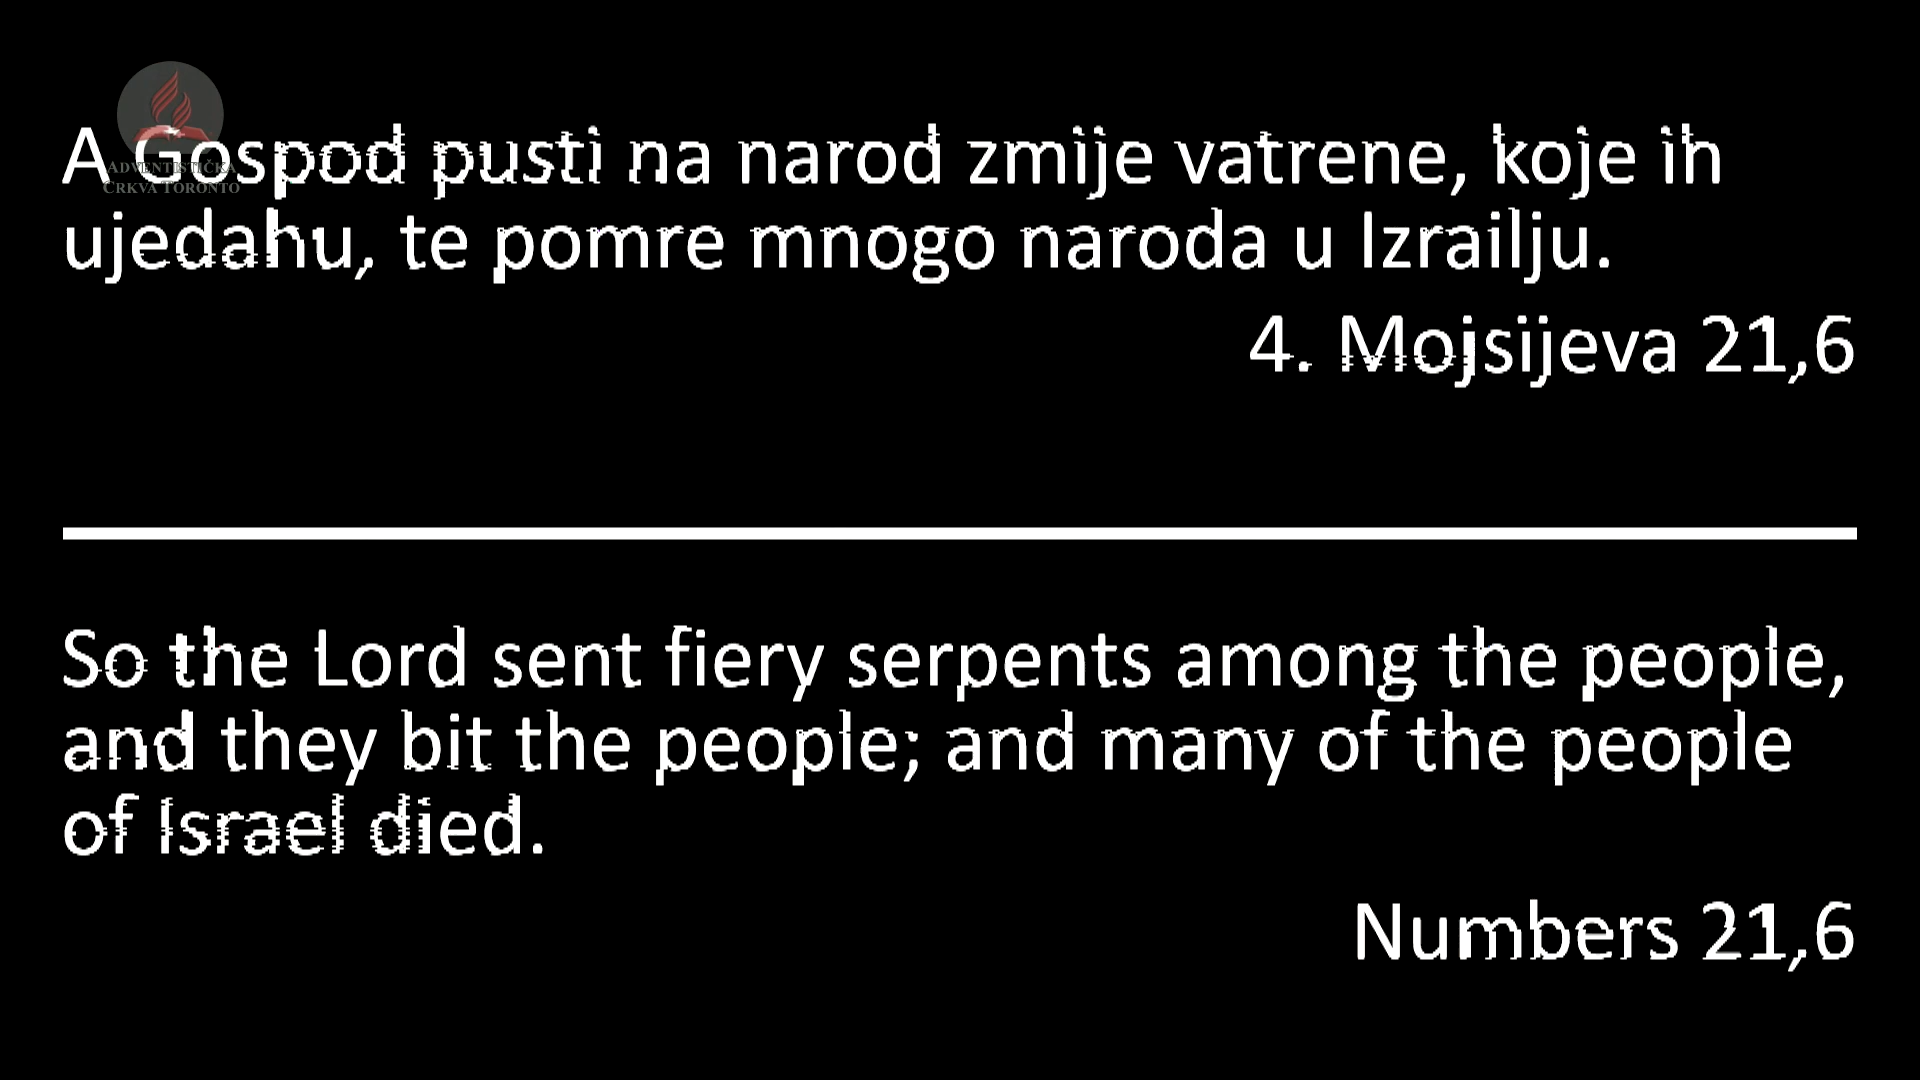 ADVENTISTIČKA
CRKVA TORONTO
A Gospod pusti na narod zmije vatrene, koje ih
ujedahu, te pomre mnogo naroda u Izrailju.
4. Mojsijeva 21,6
So the Lord sent fiery serpents among the people,
and they bit the people; and many of the people
of Israel died.
Numbers 21,6